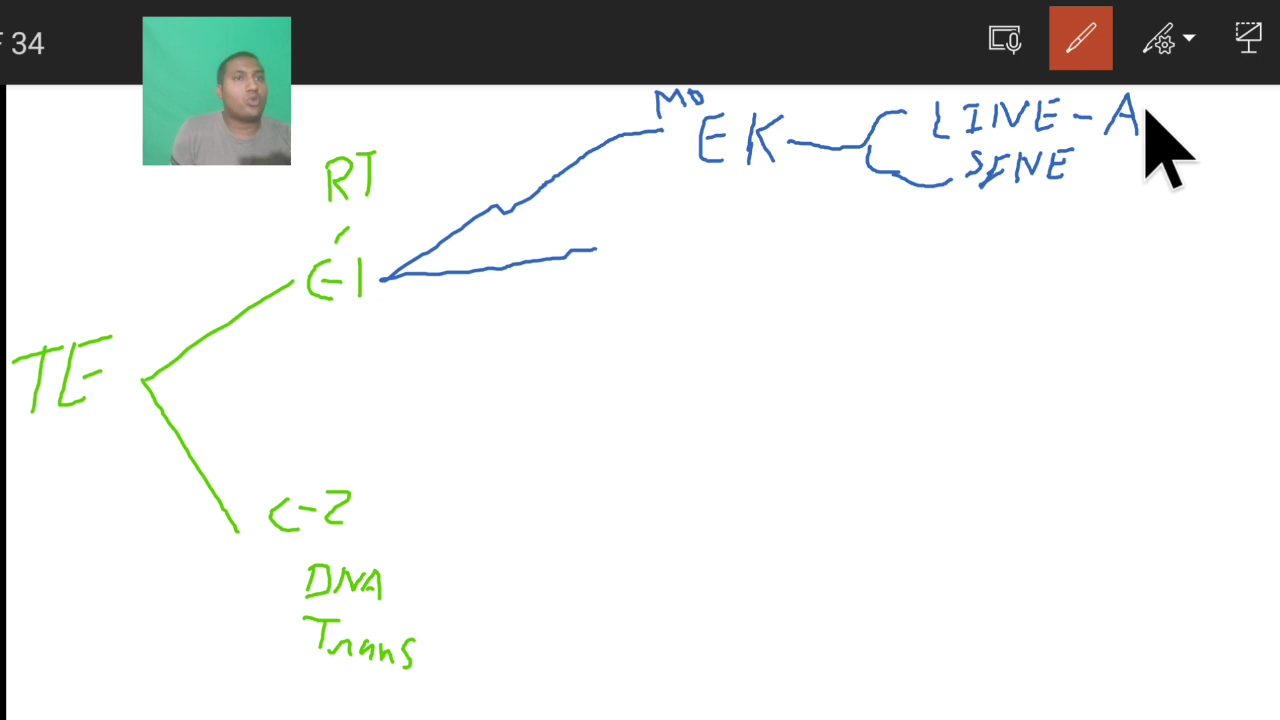 34
Mo
EK
LINE-A
SINE
RT
C-1
TE
C-2
DNA
Trans